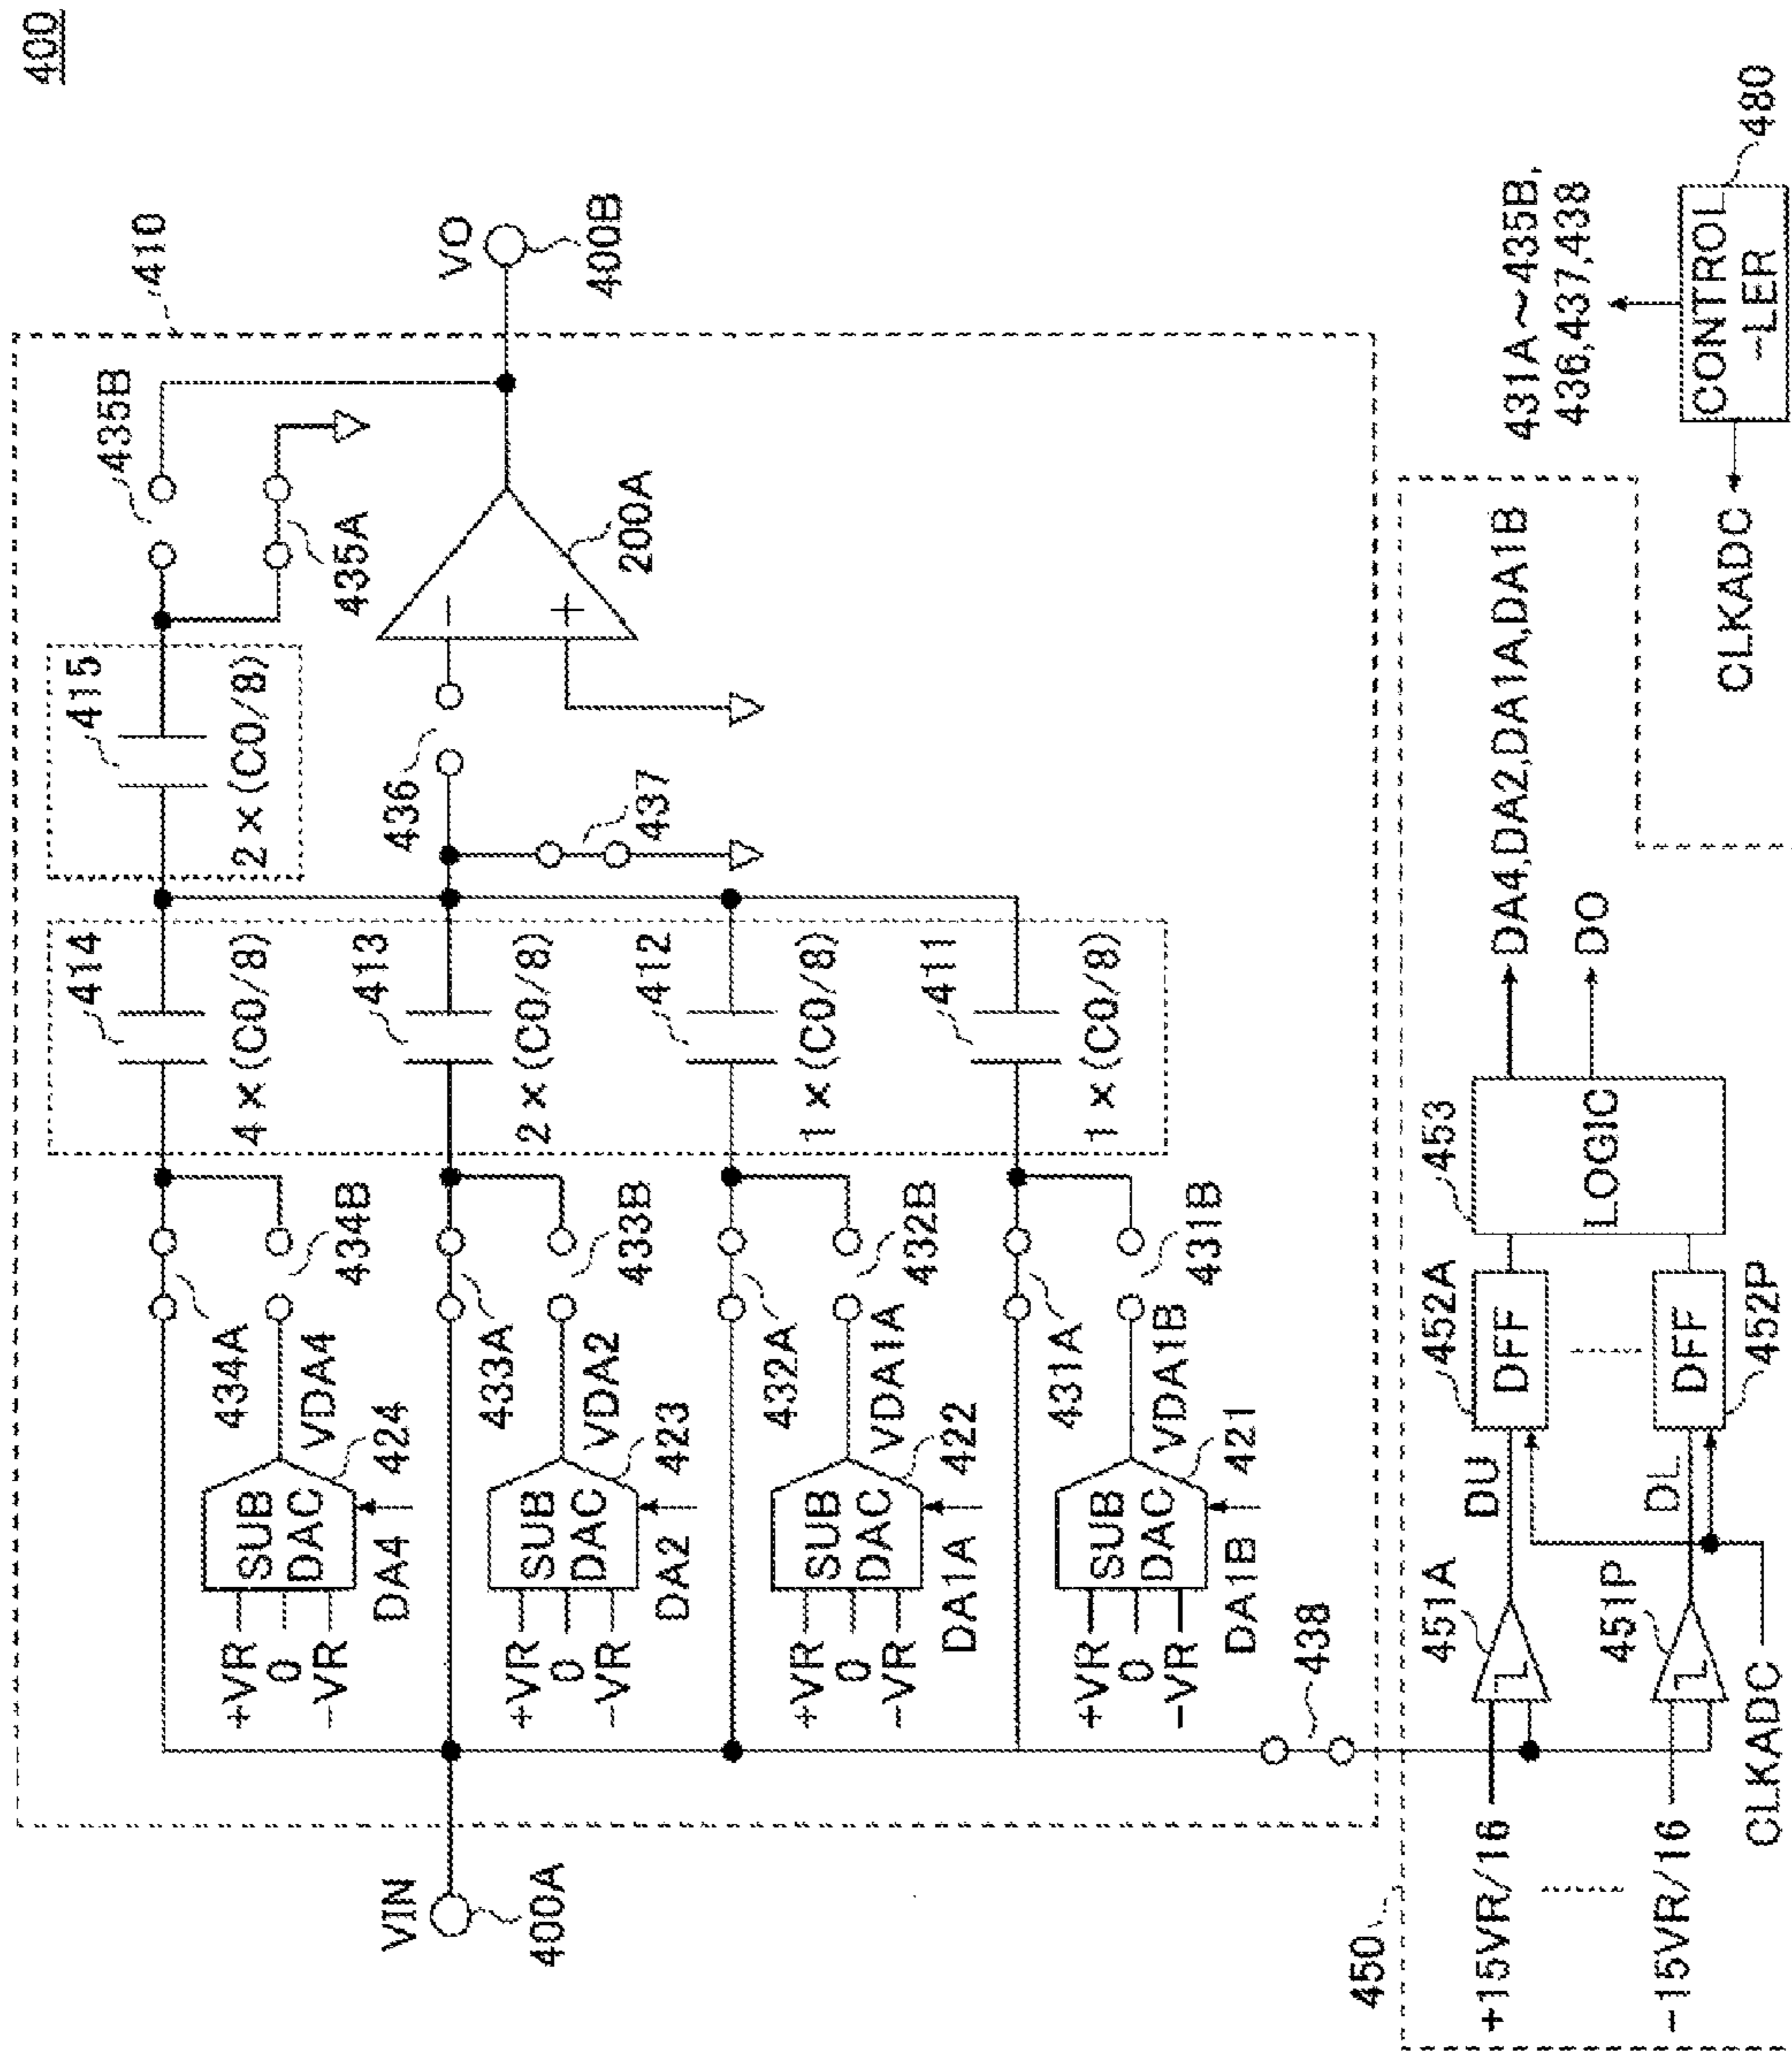 400
410
VIN
400A
VO
400B
434A
434B
+VR
0
-VR
SUB
DAC
DA4
424
VDA4
414
4×(C0/8)
415
2×(C0/8)
435B
435A
433A
433B
+VR
0
-VR
SUB
DAC
DA2
423
VDA2
413
2×(C0/8)
436
437
200A
−
+
432A
432B
+VR
0
-VR
SUB
DAC
DA1A
422
VDA1A
412
1×(C0/8)
431A
431B
+VR
0
-VR
SUB
DAC
DA1B
421
VDA1B
411
1×(C0/8)
438
450
+15VR/16
-15VR/16
CLKADC
451A
451P
DU
DL
452A
DFF
DFF
452P
453
LOGIC
DA4,DA2,DA1A,DA1B
DO
431A~435B,
436,437,438
CLKADC
CONTROL
-LER
480